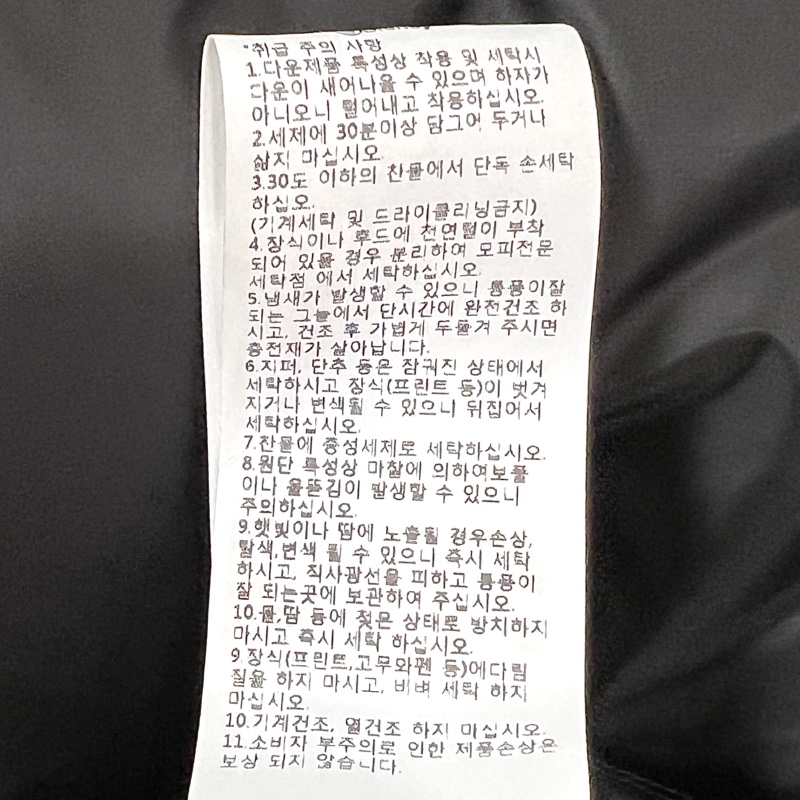 *취급 주의 사항
1.다운제품 특성상 착용 및 세탁시
다운이 새어나올 수 있으며 하자가
아니오니 털어내고 착용하십시오.
2.세제에 30분이상 담그어 두거나
삶지 마십시오.
3.30도 이하의 찬물에서 단독 손세탁
하십오.
(기계세탁 및 드라이클리닝금지)
4.장식이나 후드에 천연털이 부착
되어 있을 경우 분리하여 모피전문
세탁점 에서 세탁하십시오.
5.냄새가 발생할 수 있으니 통풍이잘
되는 그늘에서 단시간에 완전건조 하
시고, 건조 후 가볍게 두들겨 주시면
충전재가 살아납니다.
6.지퍼, 단추 등은 잠궈진 상태에서
세탁하시고 장식(프린트 등)이 벗겨
지거나 변색될 수 있으니 뒤집어서
세탁하십시오.
7.찬물에 중성세제로 세탁하십시오.
8.원단 특성상 마찰에 의하여보풀
이나 올뜯김이 발생할 수 있으니
주의하십시오.
9.햇빛이나 땀에 노출될 경우손상,
탈색,변색 될 수 있으니 즉시 세탁
하시고, 직사광선을 피하고 통풍이
잘 되는곳에 보관하여 주십시오.
10.물,땀 등에 젖은 상태로 방치하지
마시고 즉시 세탁 하십시오.
9.장식(프린트,고무와펜 등)에다림
질을 하지 마시고, 비벼 세탁 하지
마십시오.
10.기계건조, 열건조 하지 마십시오.
11.소비자 부주의로 인한 제품손상은
보상 되지 않습니다.